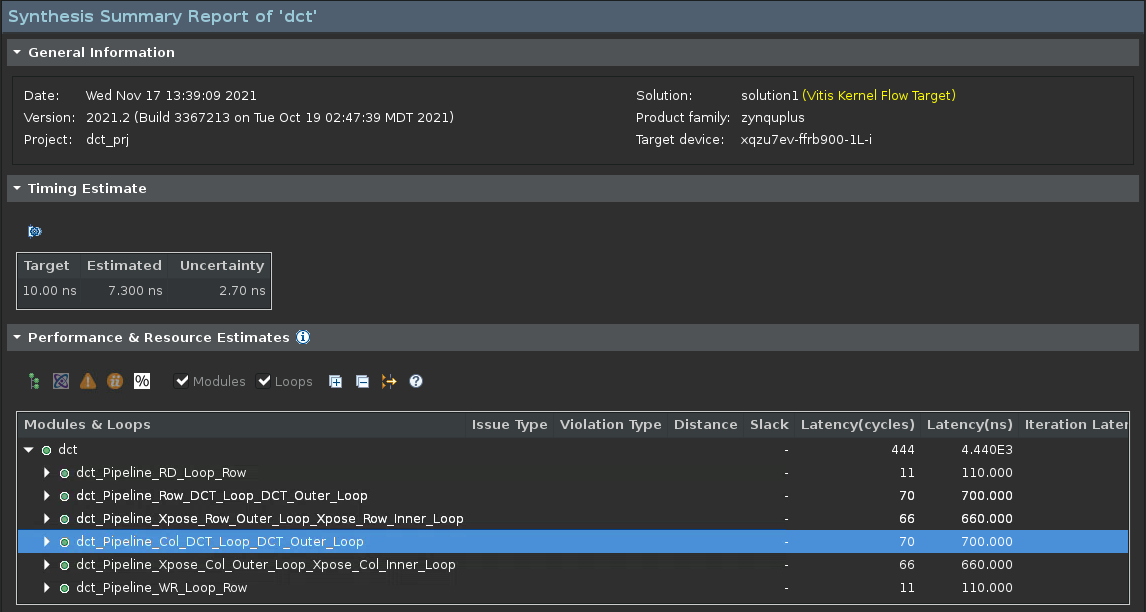 Synthesis Summary Report of 'dct'
General Information
Date: Wed Nov 17 13:39:09 2021 Solution: solution1 (Vitis Kernel Flow Target)
Version: 2021.2 (Build 3367213 on Tue Oct 19 02:47:39 MDT 2021) Product family: zynquplus
Project: dct_prj Target device: xqzu7ev-ffrb900-1L-i
Timing Estimate
Target Estimated Uncertainty
10.00 ns 7.300 ns 2.70 ns
Performance & Resource Estimates
% Modules Loops
Modules & Loops Issue Type Violation Type Distance Slack Latency(cycles) Latency(ns) Iteration Later
dct - 444 4.440E3
dct_Pipeline_RD_Loop_Row - 11 110.000
dct_Pipeline_Row_DCT_Loop_DCT_Outer_Loop - 70 700.000
dct_Pipeline_Xpose_Row_Outer_Loop_Xpose_Row_Inner_Loop - 66 660.000
dct_Pipeline_Col_DCT_Loop_DCT_Outer_Loop - 70 700.000
dct_Pipeline_Xpose_Col_Outer_Loop_Xpose_Col_Inner_Loop - 66 660.000
dct_Pipeline_WR_Loop_Row - 11 110.000